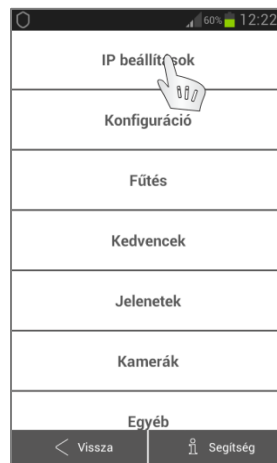 60% 12:22
IP beállítások
Konfiguráció
Fűtés
Kedvencek
Jelenetek
Kamerák
Egyéb
Vissza Segítség